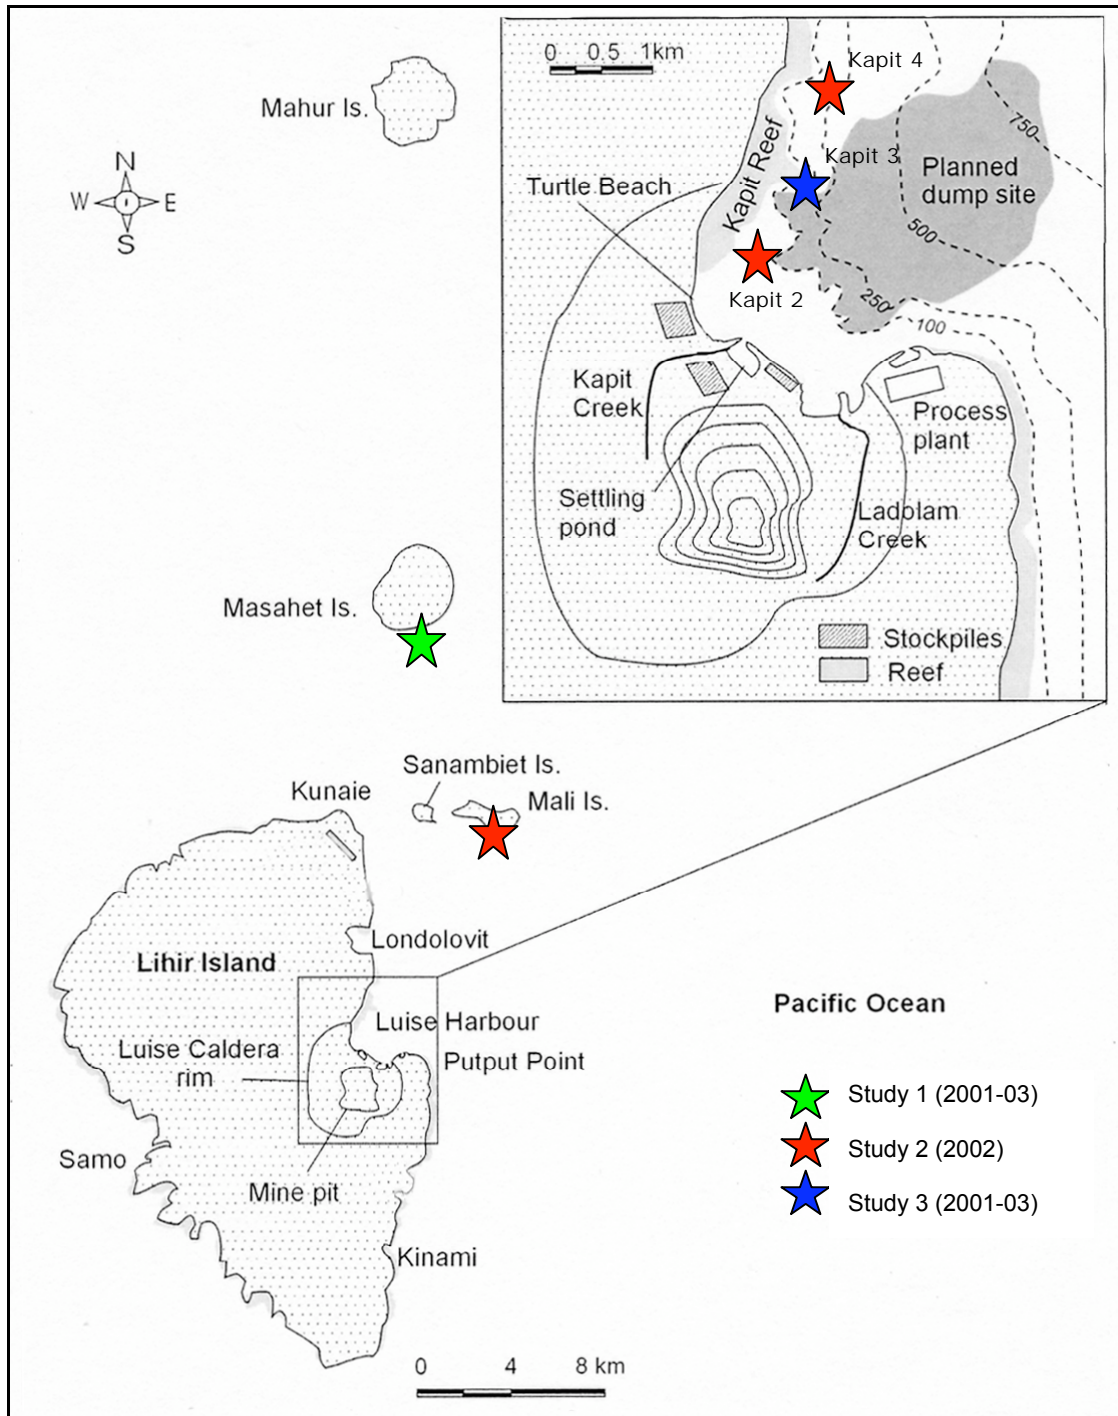 Mahur Is.
N
W
E
S
0 0.5 1km
Kapit 4
750
Kapit 3
Kapit Reef
Planned
dump site
Turtle Beach
500
Kapit 2
250
100
Kapit
Creek
Process
plant
Settling
pond
Ladolam
Creek
Stockpiles
Reef
Masahet Is.
Sanambiet Is.
Kunaie
Mali Is.
Londolovit
Lihir Island
Pacific Ocean
Luise Harbour
Luise Caldera
rim
Putput Point
Study 1 (2001-03)
Study 2 (2002)
Samo
Mine pit
Study 3 (2001-03)
Kinami
0 4 8 km